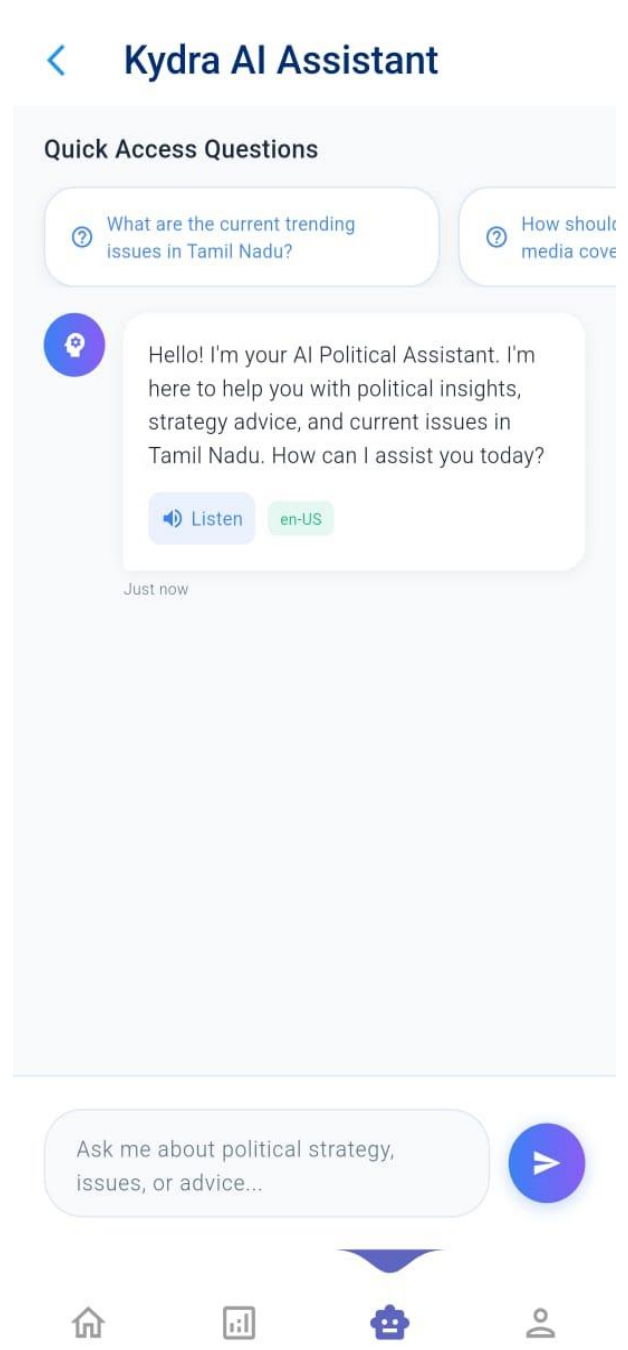 Kydra AI Assistant
Quick Access Questions
What are the current trending
issues in Tamil Nadu?
How should
media cove
Hello! I'm your AI Political Assistant. I'm
here to help you with political insights,
strategy advice, and current issues in
Tamil Nadu. How can I assist you today?
Listen
en-US
Just now
Ask me about political strategy,
issues, or advice...